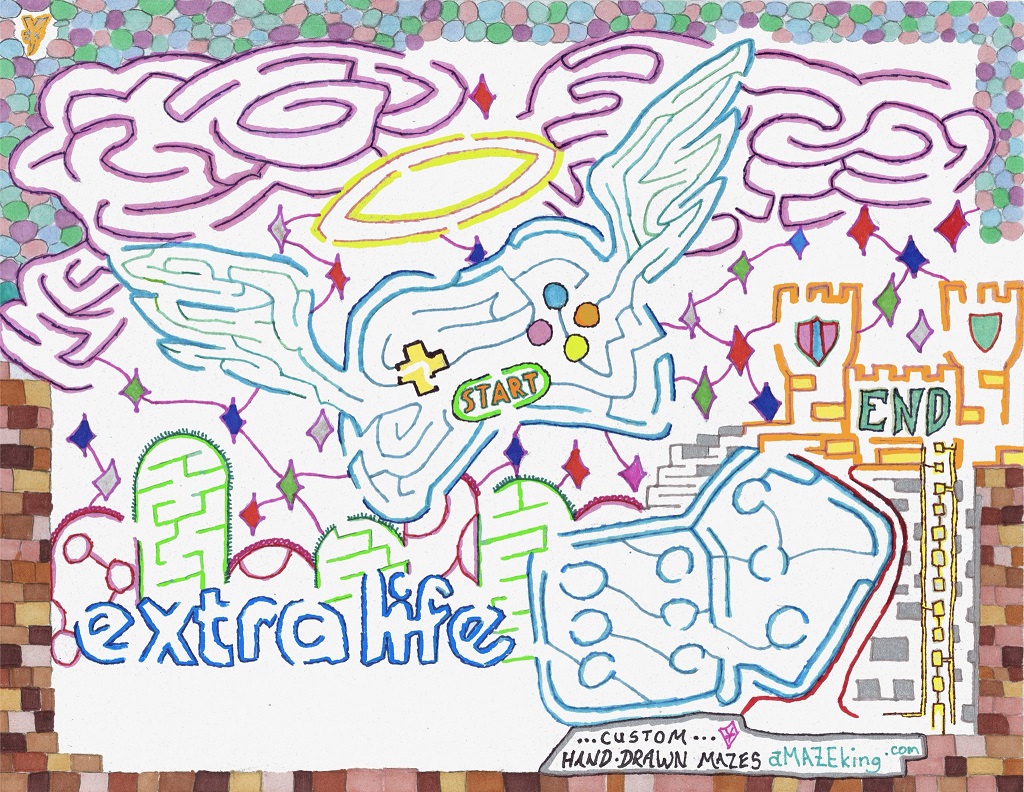 START
END
extra life
...CUSTOM...
HAND-DRAWN MAZES aMAZEking.com